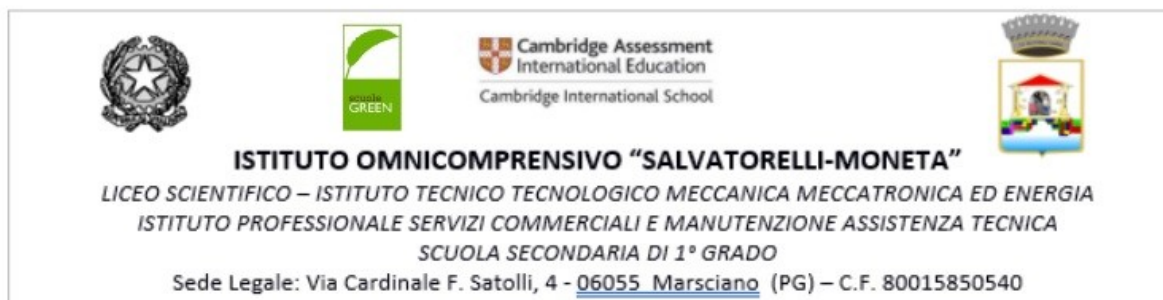 scuole
GREEN
Cambridge Assessment
International Education
Cambridge International School
ISTITUTO OMNICOMPRENSIVO “SALVATORELLI-MONETA”
LICEO SCIENTIFICO – ISTITUTO TECNICO TECNOLOGICO MECCANICA MECCATRONICA ED ENERGIA
ISTITUTO PROFESSIONALE SERVIZI COMMERCIALI E MANUTENZIONE ASSISTENZA TECNICA
SCUOLA SECONDARIA DI 1° GRADO
Sede Legale: Via Cardinale F. Satolli, 4 - 06055 Marsciano (PG) – C.F. 80015850540